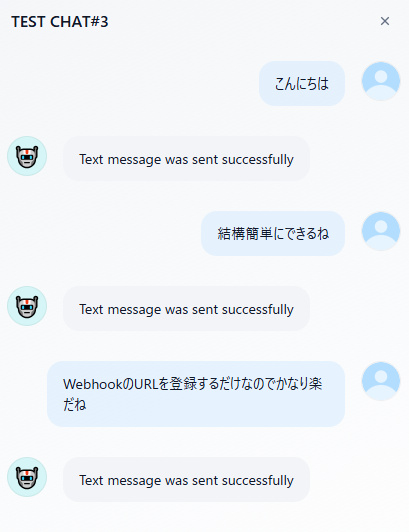 TEST CHAT#3
こんにちは
Text message was sent successfully
結構簡単にできるね
Text message was sent successfully
WebhookのURLを登録するだけなのでかなり楽
だね
Text message was sent successfully